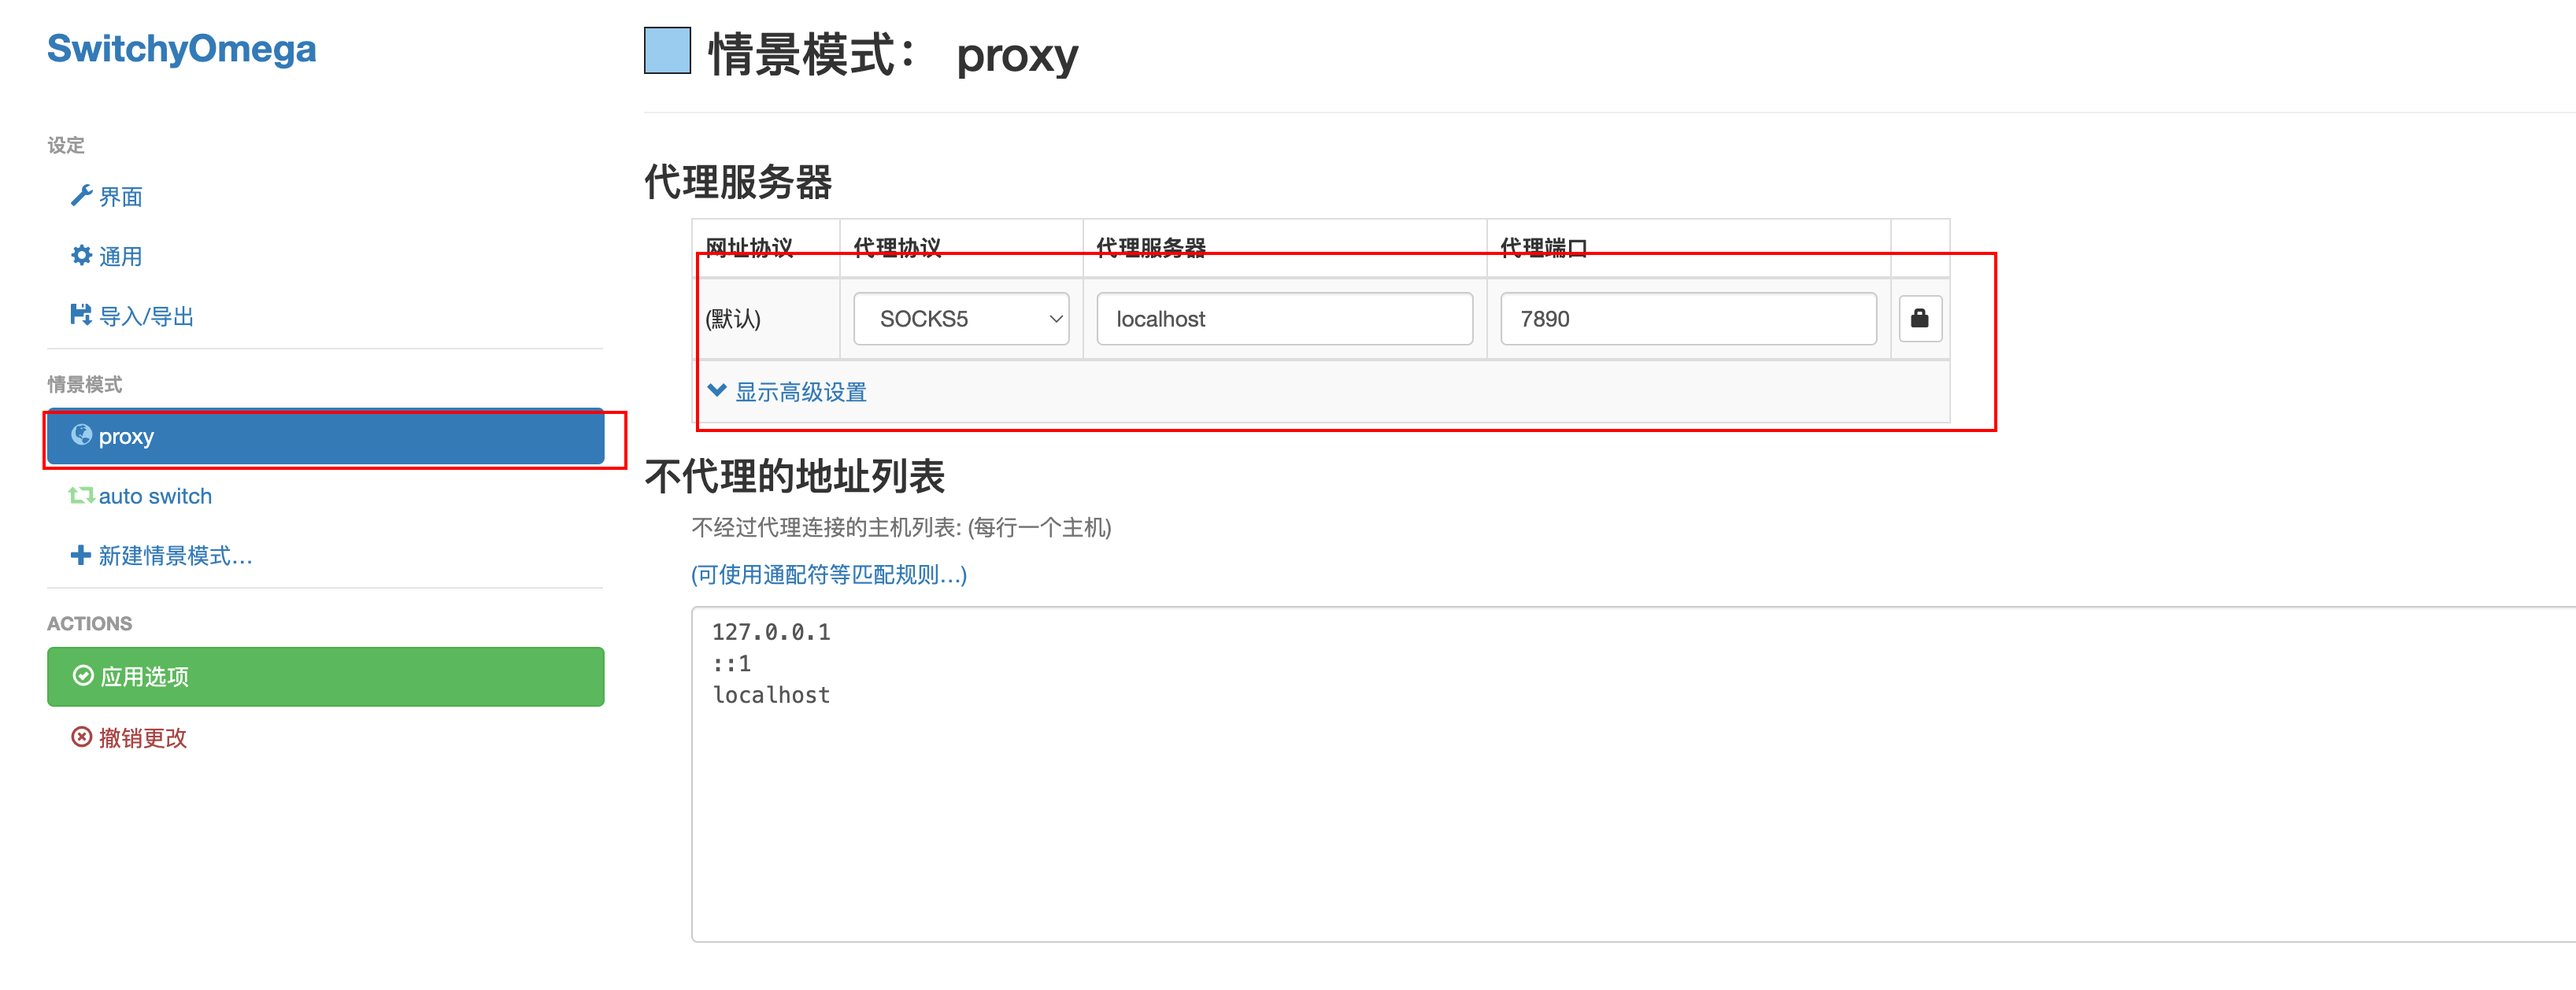 SwitchyOmega
设定
界面
通用
导入/导出
情景模式
proxy
auto switch
新建情景模式...
ACTIONS
应用选项
撤销更改
情景模式： proxy
代理服务器
网址协议 代理协议 代理服务器 代理端口
(默认) SOCKS5 localhost 7890
显示高级设置
不代理的地址列表
不经过代理连接的主机列表: (每行一个主机)
(可使用通配符等匹配规则...)
127.0.0.1
::1
localhost